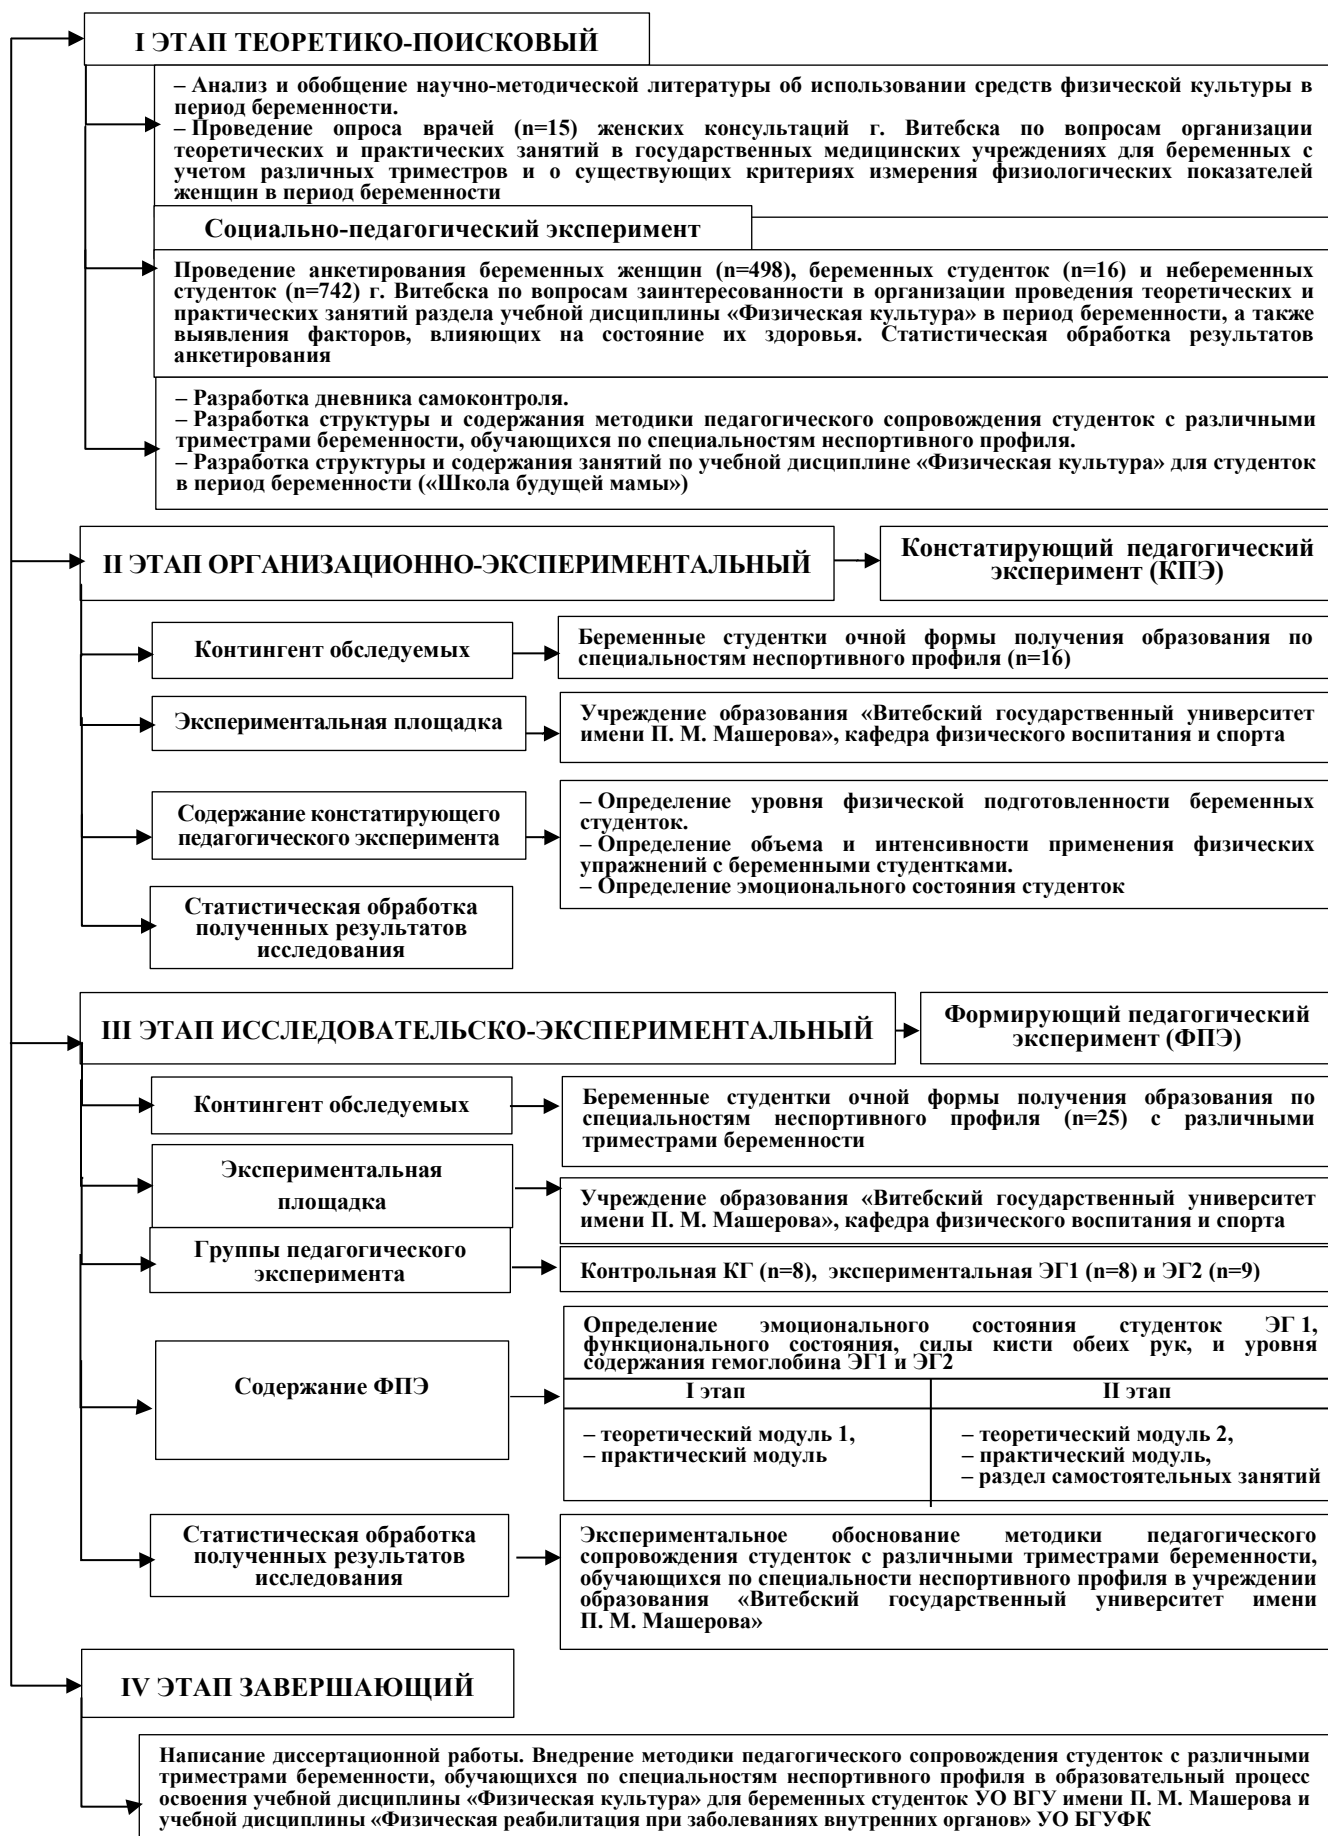 I ЭТАП ТЕОРЕТИКО-ПОИСКОВЫЙ
– Анализ и обобщение научно-методической литературы об использовании средств физической культуры в
период беременности.
– Проведение опроса врачей (n=15) женских консультаций г. Витебска по вопросам организации
теоретических и практических занятий в государственных медицинских учреждениях для беременных с
учетом различных триместров и о существующих критериях измерения физиологических показателей
женщин в период беременности
Социально-педагогический эксперимент
Проведение анкетирования беременных женщин (n=498), беременных студенток (n=16) и небеременных
студенток (n=742) г. Витебска по вопросам заинтересованности в организации проведения теоретических и
практических занятий раздела учебной дисциплины «Физическая культура» в период беременности, а также
выявления факторов, влияющих на состояние их здоровья. Статистическая обработка результатов
анкетирования
– Разработка дневника самоконтроля.
– Разработка структуры и содержания методики педагогического сопровождения студенток с различными
триместрами беременности, обучающихся по специальностям неспортивного профиля.
– Разработка структуры и содержания занятий по учебной дисциплине «Физическая культура» для студенток
в период беременности («Школа будущей мамы»)
II ЭТАП ОРГАНИЗАЦИОННО-ЭКСПЕРИМЕНТАЛЬНЫЙ
Констатирующий педагогический
эксперимент (КПЭ)
Контингент обследуемых
Беременные студентки очной формы получения образования по
специальностям неспортивного профиля (n=16)
Экспериментальная площадка
Учреждение образования «Витебский государственный университет
имени П. М. Машерова», кафедра физического воспитания и спорта
Содержание констатирующего
педагогического эксперимента
– Определение уровня физической подготовленности беременных
студенток.
– Определение объема и интенсивности применения физических
упражнений с беременными студентками.
– Определение эмоционального состояния студенток
Статистическая обработка
полученных результатов
исследования
III ЭТАП ИССЛЕДОВАТЕЛЬСКО-ЭКСПЕРИМЕНТАЛЬНЫЙ
Формирующий педагогический
эксперимент (ФПЭ)
Контингент обследуемых
Беременные студентки очной формы получения образования по
специальностям неспортивного профиля (n=25) с различными
триместрами беременности
Экспериментальная
площадка
Учреждение образования «Витебский государственный университет
имени П. М. Машерова», кафедра физического воспитания и спорта
Группы педагогического
эксперимента
Контрольная КГ (n=8), экспериментальная ЭГ1 (n=8) и ЭГ2 (n=9)
Содержание ФПЭ
Определение эмоционального состояния студенток ЭГ 1,
функционального состояния, силы кисти обеих рук, и уровня
содержания гемоглобина ЭГ1 и ЭГ2
I этап
– теоретический модуль 1,
– практический модуль
II этап
– теоретический модуль 2,
– практический модуль,
– раздел самостоятельных занятий
Статистическая обработка
полученных результатов
исследования
Экспериментальное обоснование методики педагогического
сопровождения студенток с различными триместрами беременности,
обучающихся по специальности неспортивного профиля в учреждении
образования «Витебский государственный университет имени
П. М. Машерова»
IV ЭТАП ЗАВЕРШАЮЩИЙ
Написание диссертационной работы. Внедрение методики педагогического сопровождения студенток с различными
триместрами беременности, обучающихся по специальностям неспортивного профиля в образовательный процесс
освоения учебной дисциплины «Физическая культура» для беременных студенток УО ВГУ имени П. М. Машерова и
учебной дисциплины «Физическая реабилитация при заболеваниях внутренних органов» УО БГУФК